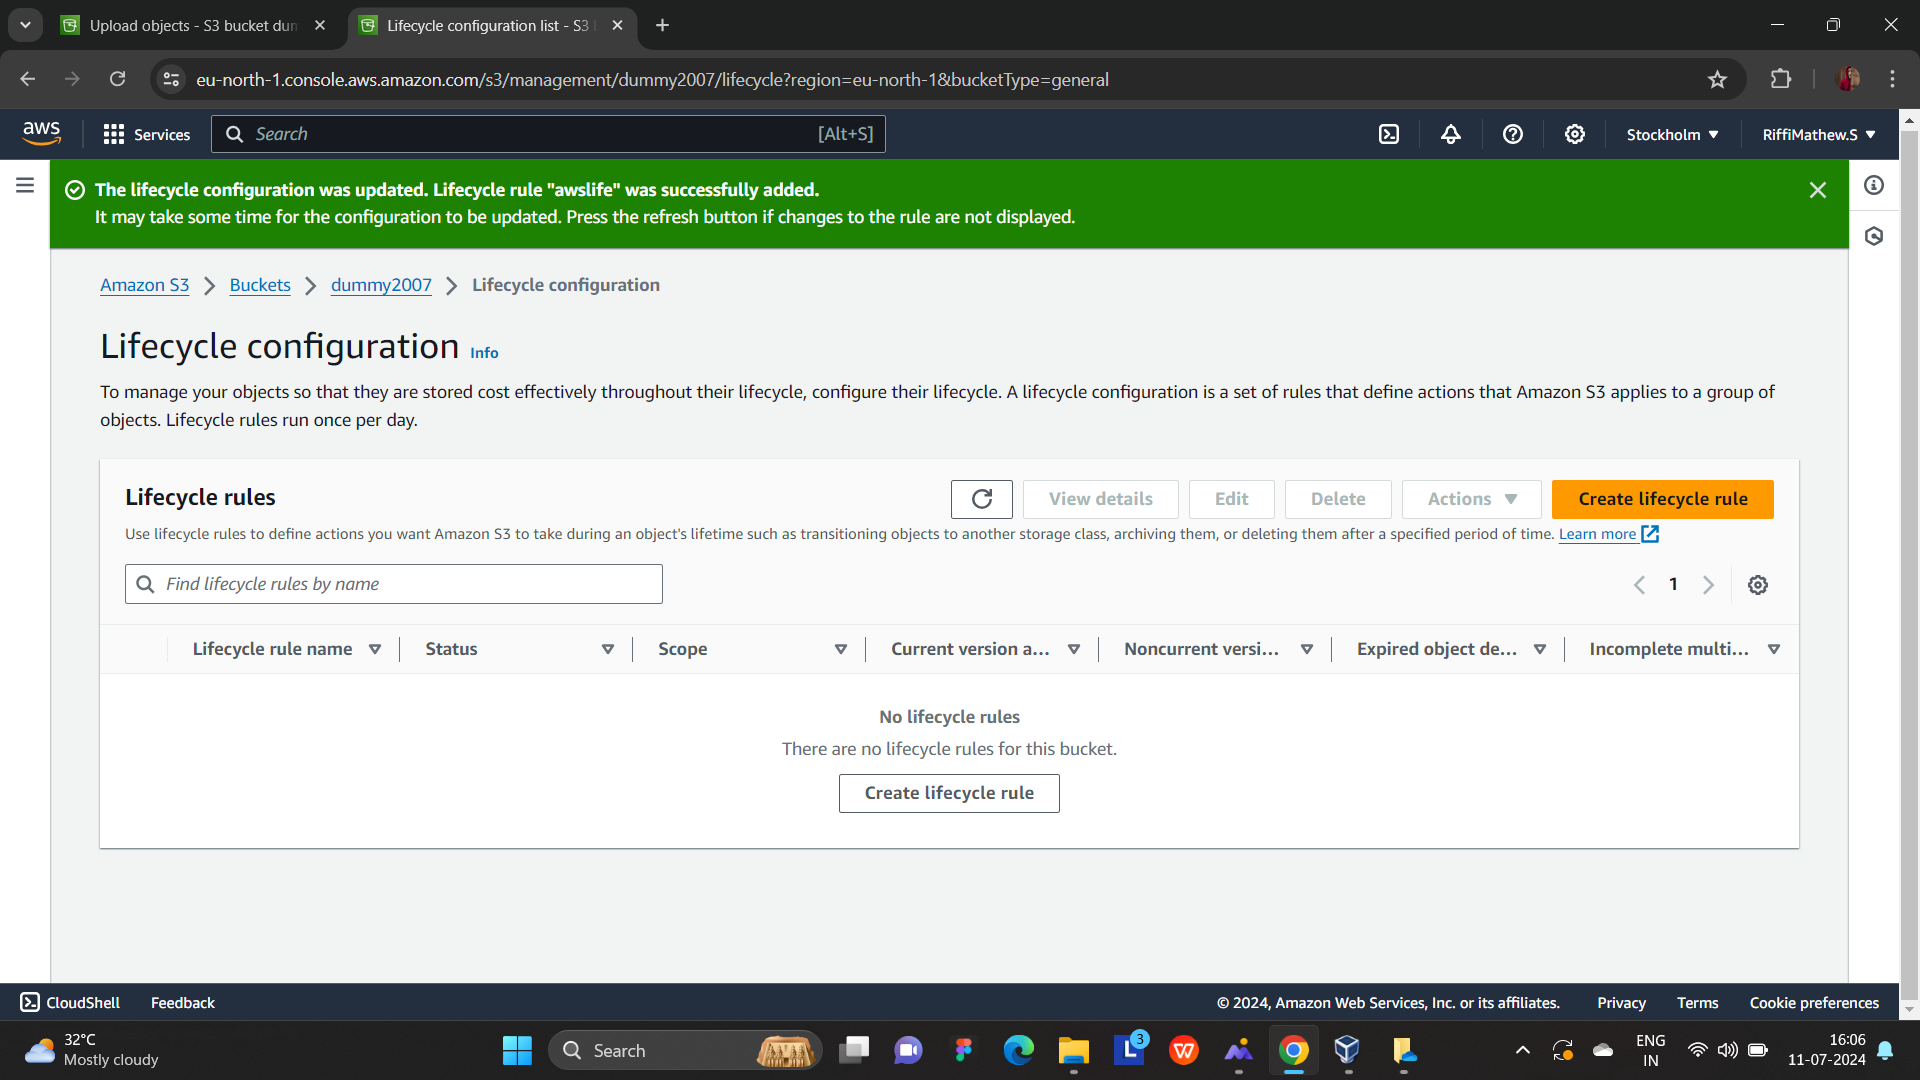 Upload objects - S3 bucket dum
Lifecycle configuration list - S3 b
eu-north-1.console.aws.amazon.com/s3/management/dummy2007/lifecycle?region=eu-north-1&bucketType=general
aws
Services
Search
[Alt+S]
Stockholm
RiffiMathew.S
The lifecycle configuration was updated. Lifecycle rule "awslife" was successfully added.
It may take some time for the configuration to be updated. Press the refresh button if changes to the rule are not displayed.
Amazon S3
Buckets
dummy2007
Lifecycle configuration
Lifecycle configuration Info
To manage your objects so that they are stored cost effectively throughout their lifecycle, configure their lifecycle. A lifecycle configuration is a set of rules that define actions that Amazon S3 applies to a group of
objects. Lifecycle rules run once per day.
Lifecycle rules
View details
Edit
Delete
Actions
Create lifecycle rule
Use lifecycle rules to define actions you want Amazon S3 to take during an object's lifetime such as transitioning objects to another storage class, archiving them, or deleting them after a specified period of time. Learn more
Find lifecycle rules by name
1
Lifecycle rule name
Status
Scope
Current version a...
Noncurrent versi...
Expired object de...
Incomplete multi...
No lifecycle rules
There are no lifecycle rules for this bucket.
Create lifecycle rule
CloudShell
Feedback
© 2024, Amazon Web Services, Inc. or its affiliates.
Privacy
Terms
Cookie preferences
32°C
Mostly cloudy
Search
L
3
W
ENG
IN
16:06
11-07-2024